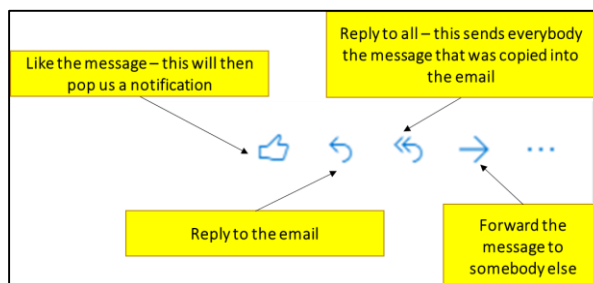 Like the message – this will then
pop us a notification
Reply to all – this sends everybody
the message that was copied into
the email
Reply to the email
Forward the
message to
somebody else